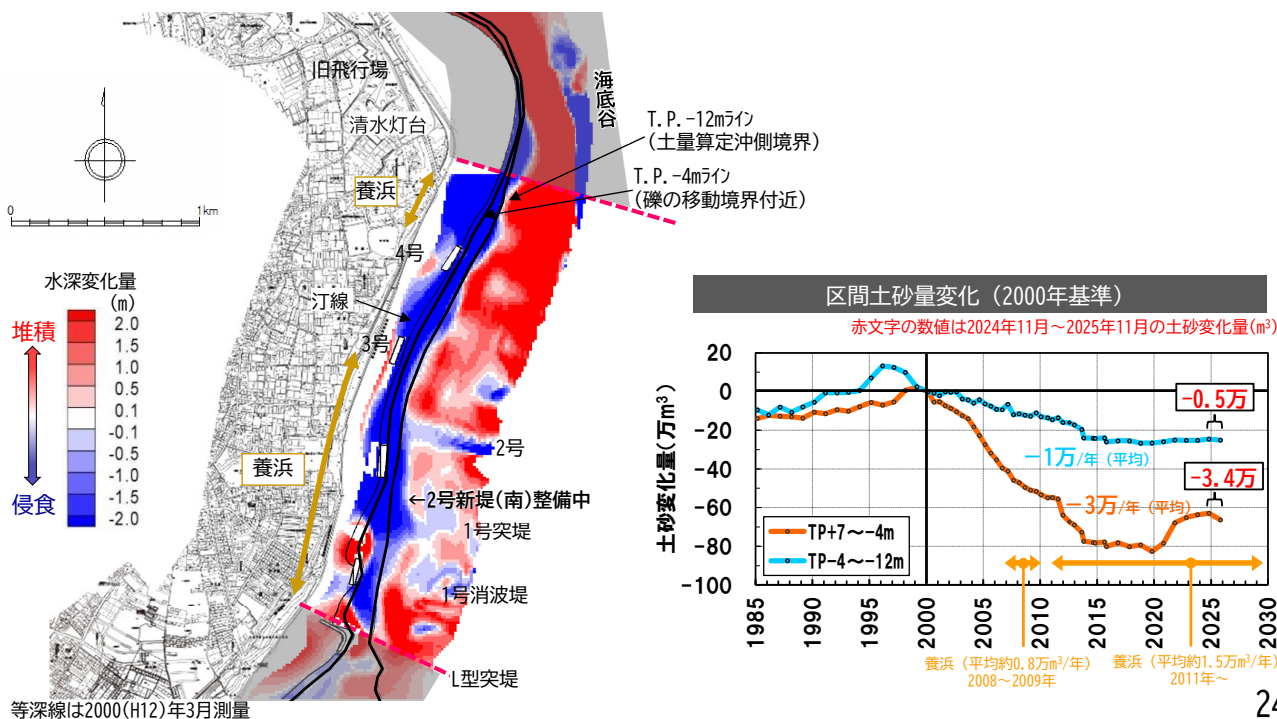 旧飛行場
清水灯台
養浜
海底谷
T.P.-12mライン
(土量算定沖側境界)
T.P.-4mライン
(礫の移動境界付近)
0
1km
4号
汀線
3号
水深変化量
(m)
堆積
侵食
2.0
1.5
1.0
0.5
0.1
-0.1
-0.5
-1.0
-1.5
-2.0
養浜
2号
←2号新堤(南)整備中
1号突堤
1号消波堤
L型突堤
等深線は2000(H12)年3月測量
区間土砂量変化（2000年基準）
赤文字の数値は2024年11月～2025年11月の土砂変化量(m³)
土砂変化量(万m³)
20
0
-20
-40
-60
-80
-100
-0.5万
-1万/年（平均）
-3.4万
-3万/年（平均）
TP+7～-4m
TP-4～-12m
1985
1990
1995
2000
2005
2010
2015
2020
2025
2030
養浜（平均約0.8万m³/年）
2008～2009年
養浜（平均約1.5万m³/年）
2011年～
24